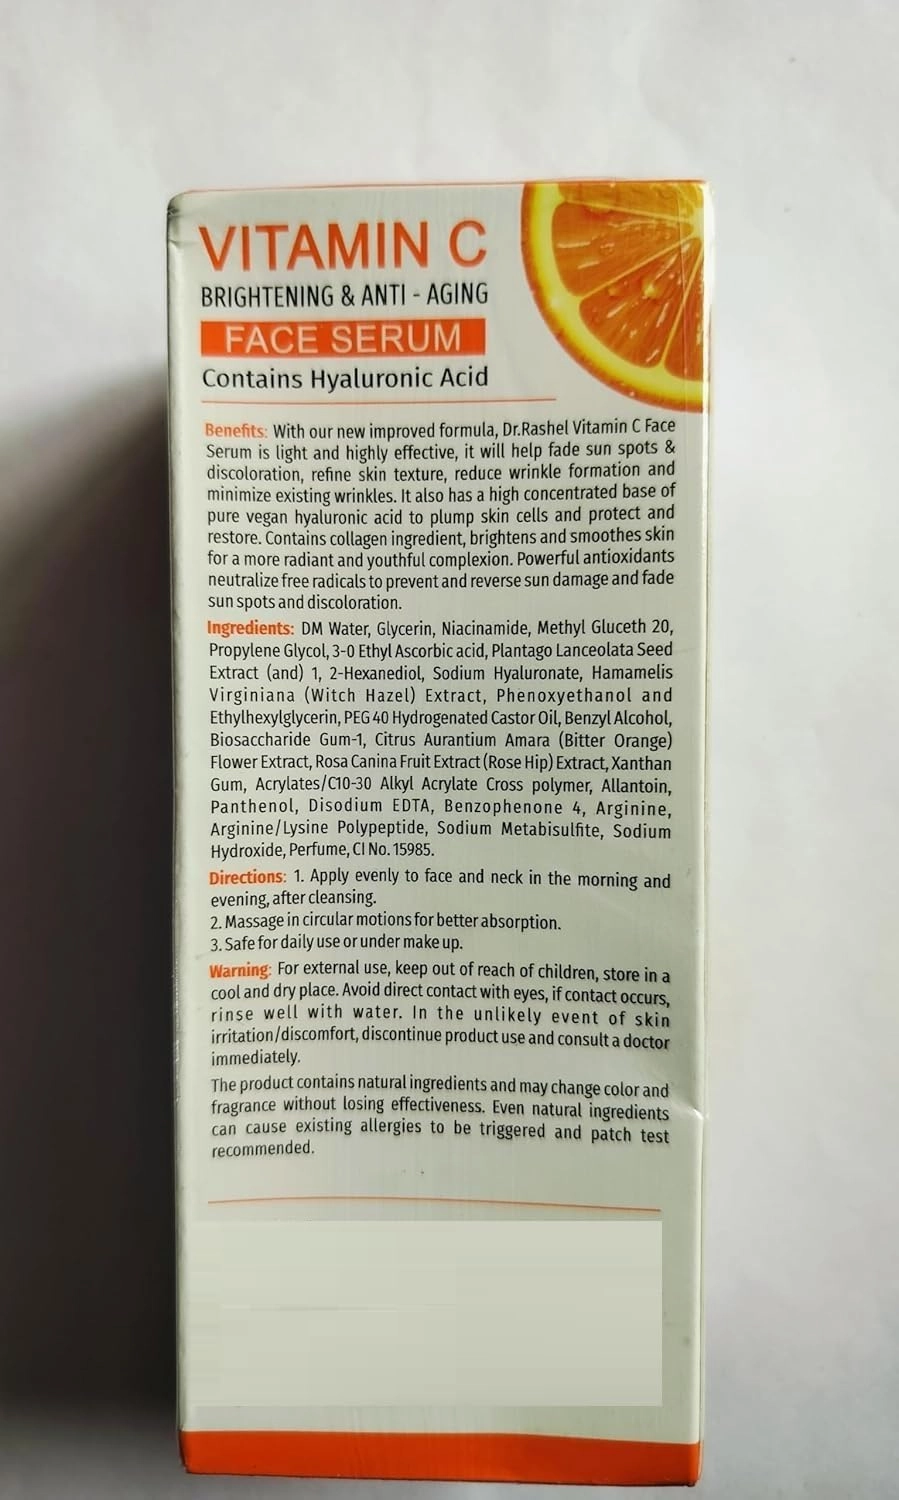 VITAMIN C
BRIGHTENING & ANTI - AGING
FACE SERUM
Contains Hyaluronic Acid
Benefits: With our new improved formula, Dr.Rashel Vitamin C Face
Serum is light and highly effective, it will help fade sun spots &
discoloration, refine skin texture, reduce wrinkle formation and
minimize existing wrinkles. It also has a high concentrated base of
pure vegan hyaluronic acid to plump skin cells and protect and
restore. Contains collagen ingredient, brightens and smoothes skin
for a more radiant and youthful complexion. Powerful antioxidants
neutralize free radicals to prevent and reverse sun damage and fade
sun spots and discoloration.
Ingredients: DM Water, Glycerin, Niacinamide, Methyl Gluceth 20,
Propylene Glycol, 3-0 Ethyl Ascorbic acid, Plantago Lanceolata Seed
Extract (and) 1, 2-Hexanediol, Sodium Hyaluronate, Hamamelis
Virginiana (Witch Hazel) Extract, Phenoxyethanol and
Ethylhexylglycerin, PEG 40 Hydrogenated Castor Oil, Benzyl Alcohol,
Biosaccharide Gum-1, Citrus Aurantium Amara (Bitter Orange)
Flower Extract, Rosa Canina Fruit Extract (Rose Hip) Extract, Xanthan
Gum, Acrylates/C10-30 Alkyl Acrylate Cross polymer, Allantoin,
Panthenol, Disodium EDTA, Benzophenone 4, Arginine,
Arginine/Lysine Polypeptide, Sodium Metabisulfite, Sodium
Hydroxide, Perfume, CI No. 15985.
Directions: 1. Apply evenly to face and neck in the morning and
evening, after cleansing.
2. Massage in circular motions for better absorption.
3. Safe for daily use or under make up.
Warning: For external use, keep out of reach of children, store in a
cool and dry place. Avoid direct contact with eyes, if contact occurs,
rinse well with water. In the unlikely event of skin
irritation/discomfort, discontinue product use and consult a doctor
immediately.
The product contains natural ingredients and may change color and
fragrance without losing effectiveness. Even natural ingredients
can cause existing allergies to be triggered and patch test
recommended.